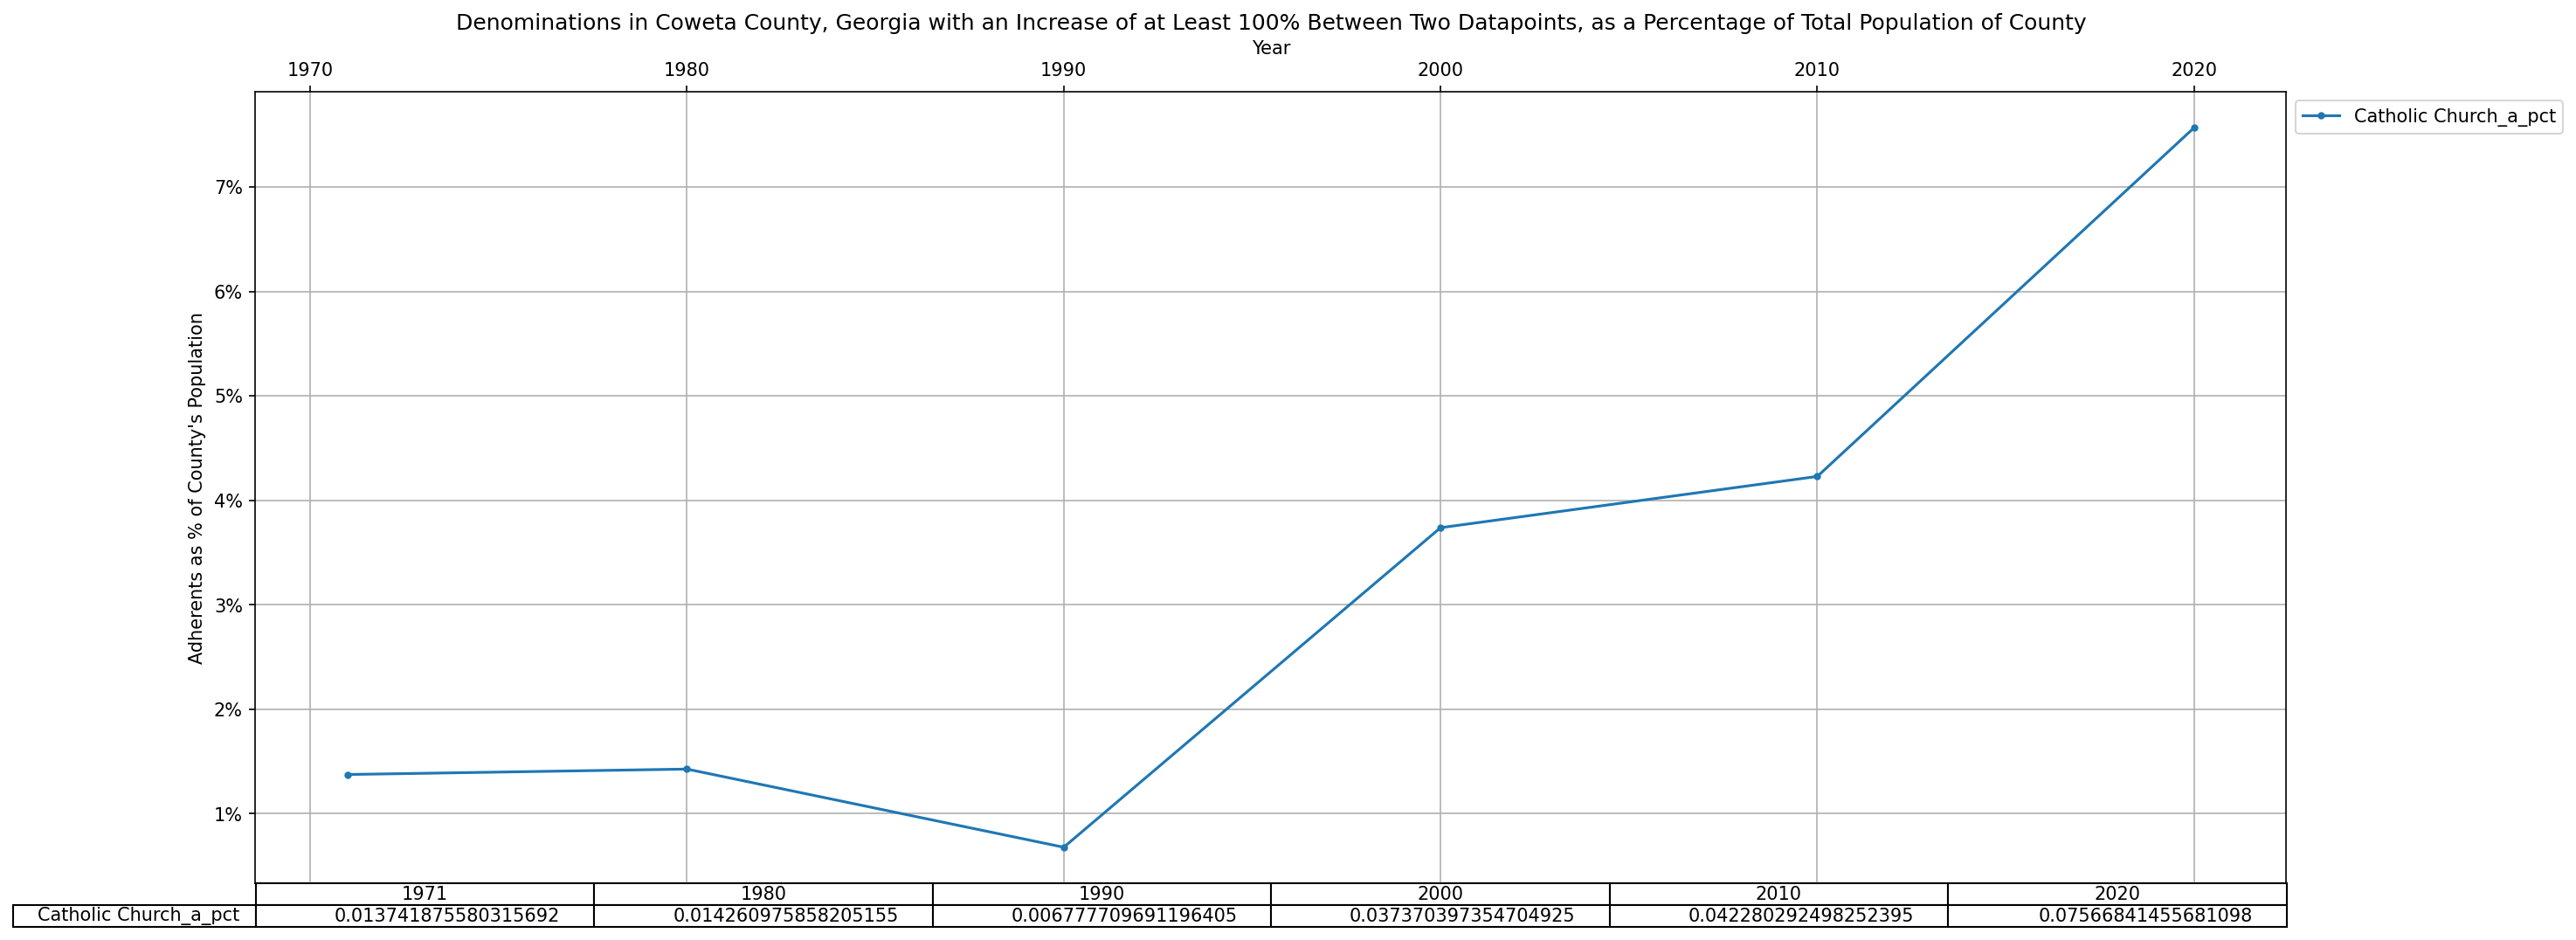 Denominations in Coweta County, Georgia with an Increase of at Least 100% Between Two Datapoints, as a Percentage of Total Population of County
Year
1970 1980 1990 2000 2010 2020
Catholic Church_a_pct
7%
6%
5%
4%
3%
2%
1%
Adherents as % of County's Population
1971 1980 1990 2000 2010 2020
Catholic Church_a_pct 0.013741875580315692 0.014260975858205155 0.006777709691196405 0.037370397354704925 0.042280292498252395 0.07566841455681098